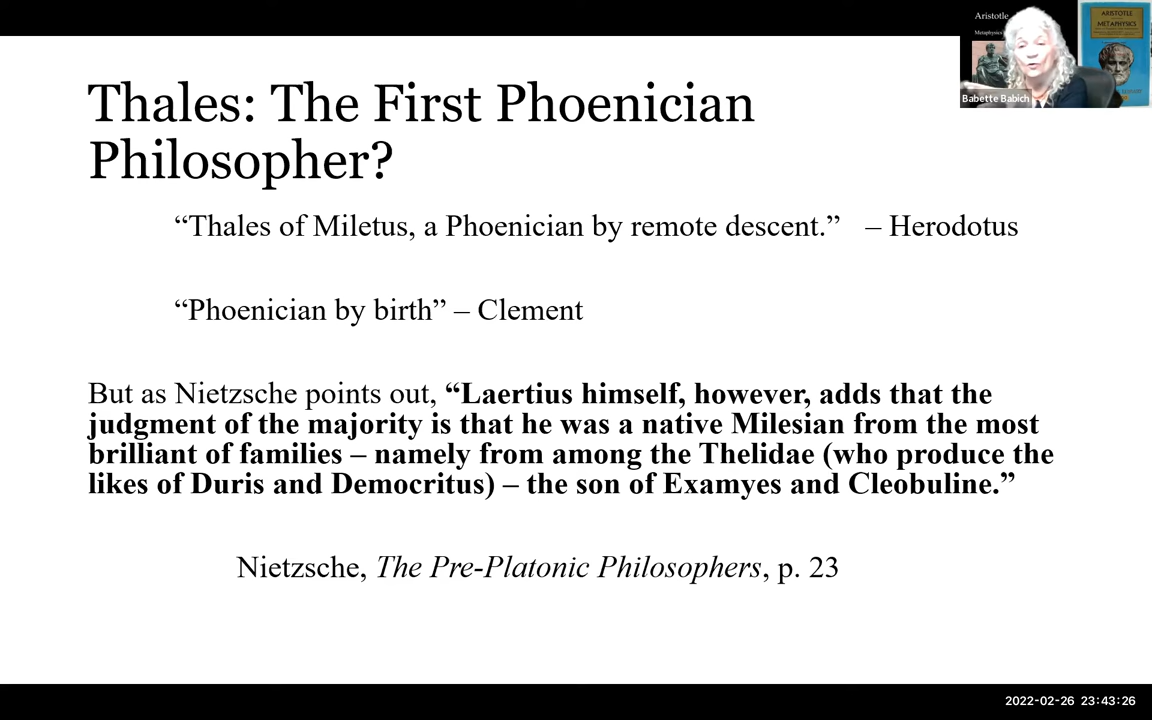 Aristotle
Metaphysics
ARISTOTLE
METAPHYSICS
Babette Babich
Thales: The First Phoenician
Philosopher?
“Thales of Miletus, a Phoenician by remote descent.” – Herodotus
“Phoenician by birth” – Clement
But as Nietzsche points out, “Laertius himself, however, adds that the
judgment of the majority is that he was a native Milesian from the most
brilliant of families – namely from among the Thelidae (who produce the
likes of Duris and Democritus) – the son of Examyes and Cleobuline.”
Nietzsche, The Pre-Platonic Philosophers, p. 23
2022-02-26 23:43:26